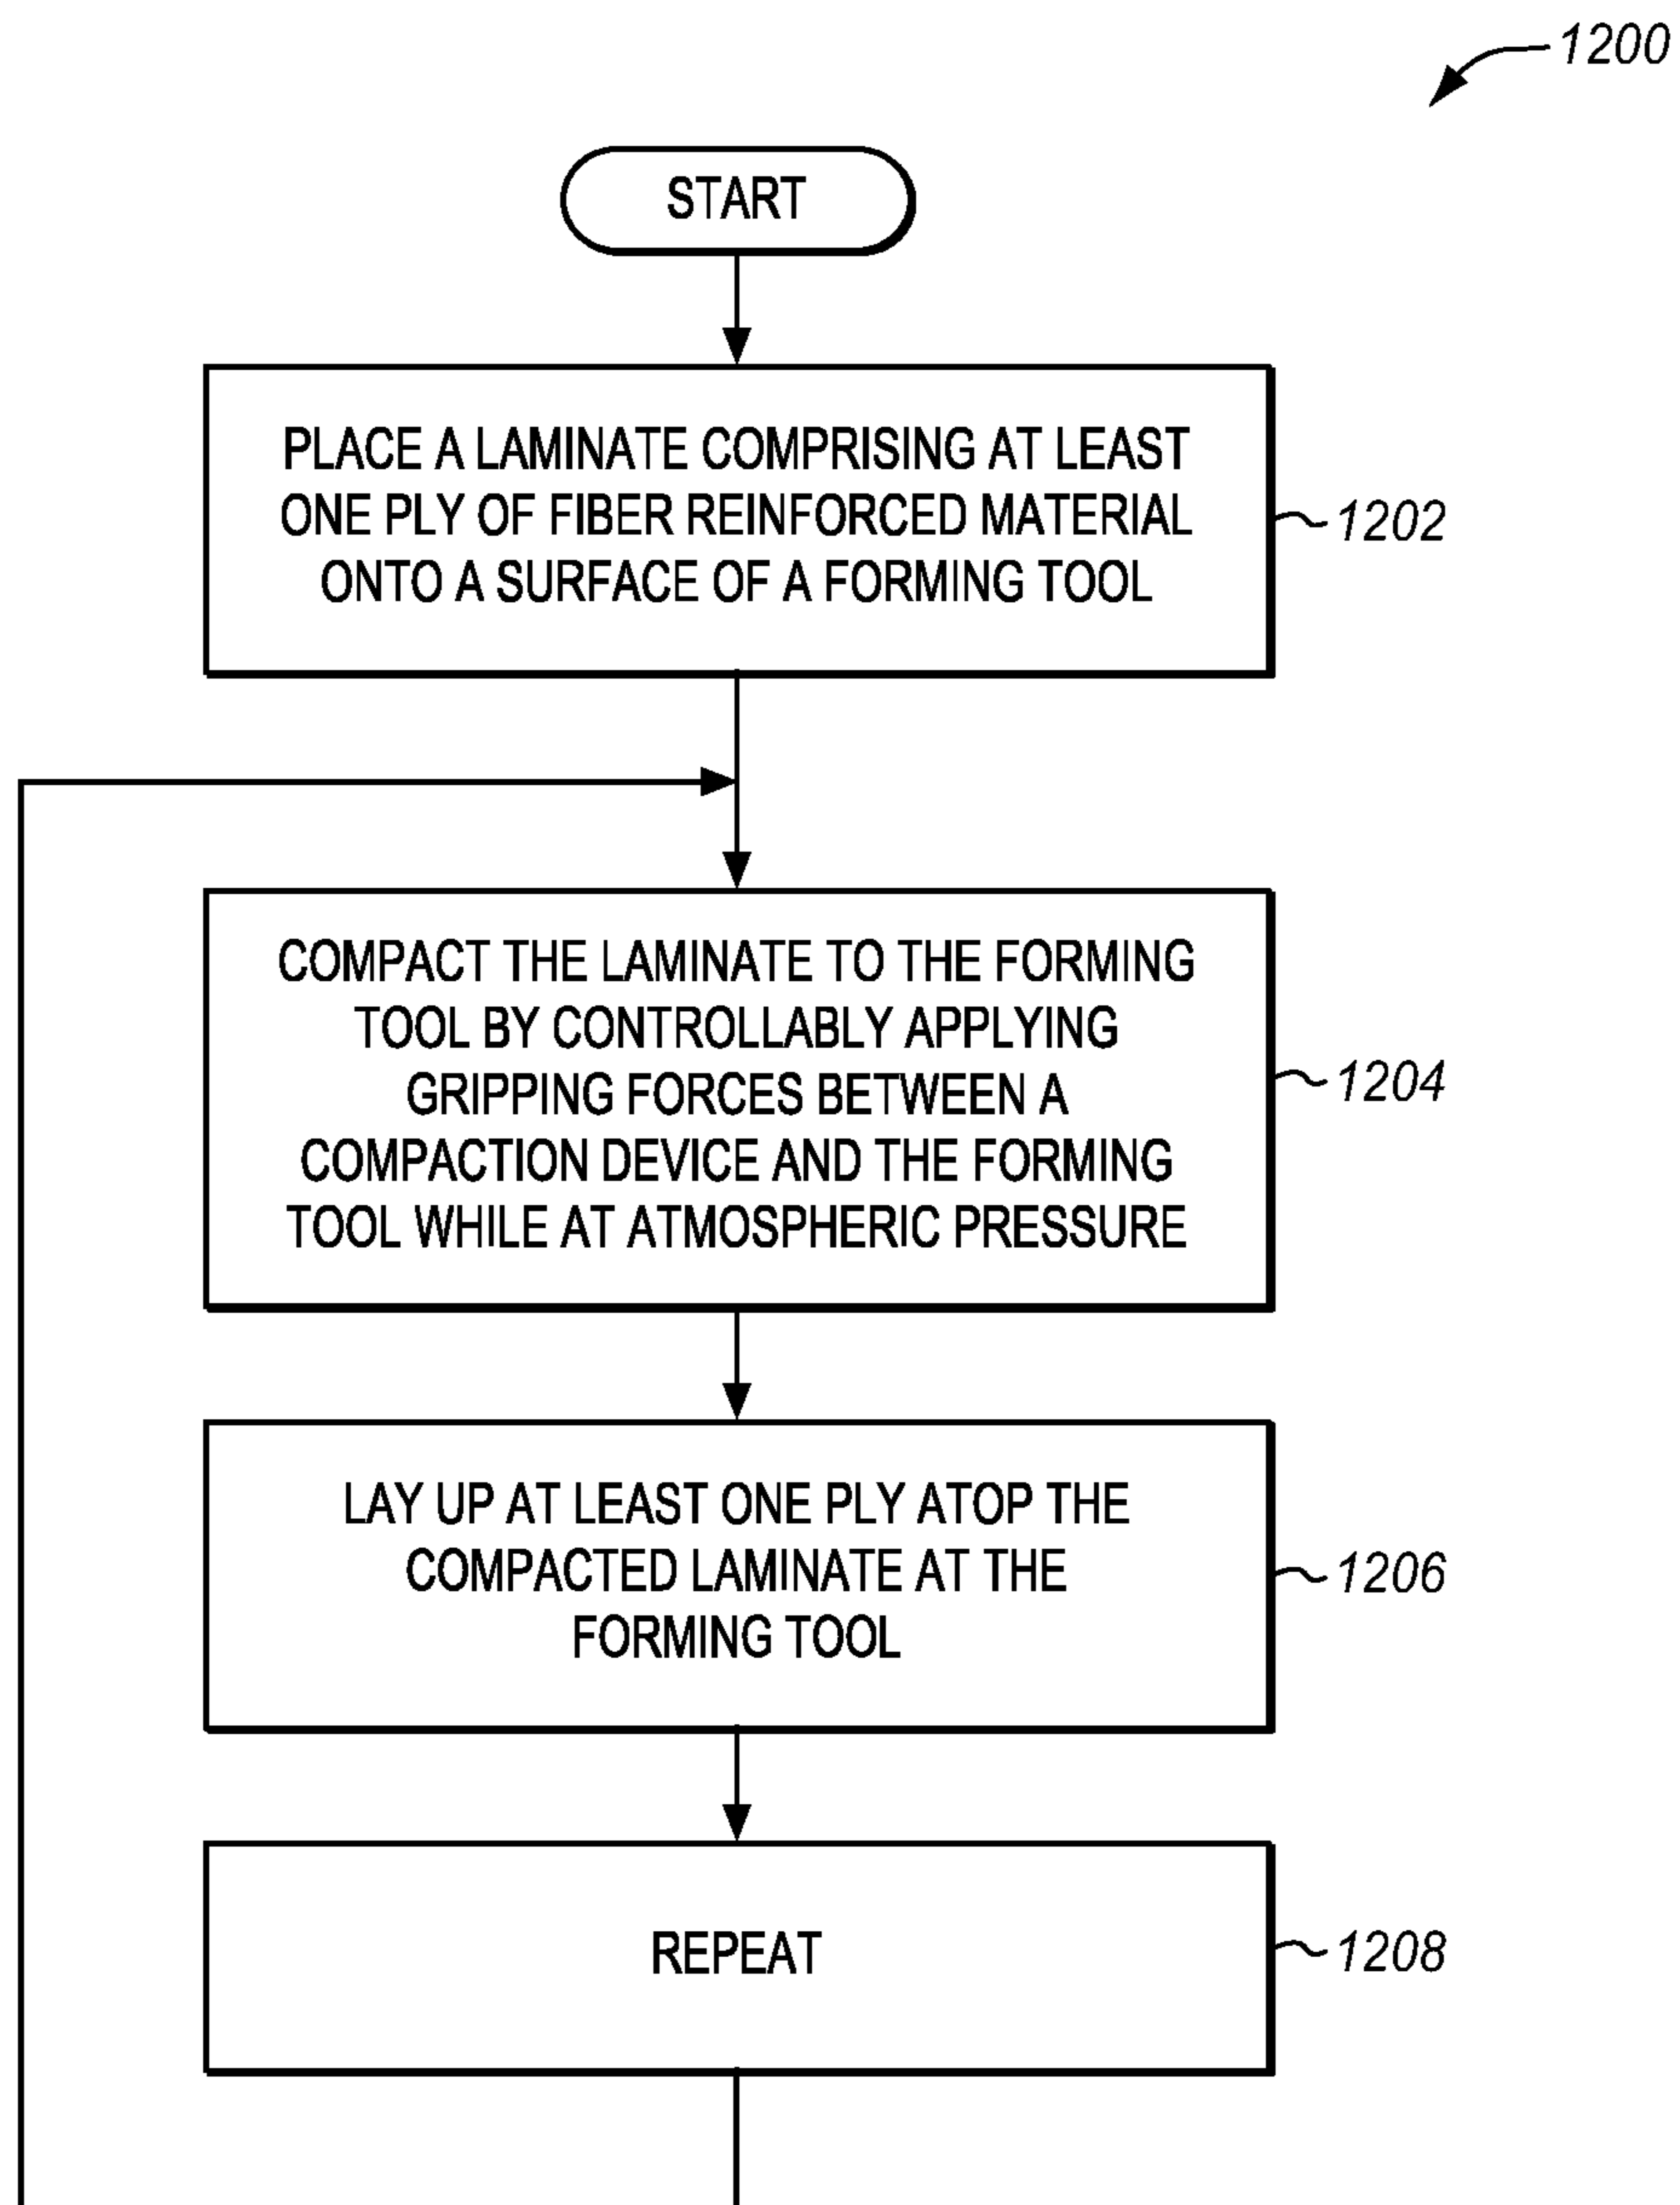 1200
START
PLACE A LAMINATE COMPRISING AT LEAST
ONE PLY OF FIBER REINFORCED MATERIAL
ONTO A SURFACE OF A FORMING TOOL
1202
COMPACT THE LAMINATE TO THE FORMING
TOOL BY CONTROLLABLY APPLYING
GRIPPING FORCES BETWEEN A
COMPACTION DEVICE AND THE FORMING
TOOL WHILE AT ATMOSPHERIC PRESSURE
1204
LAY UP AT LEAST ONE PLY ATOP THE
COMPACTED LAMINATE AT THE
FORMING TOOL
1206
REPEAT
1208